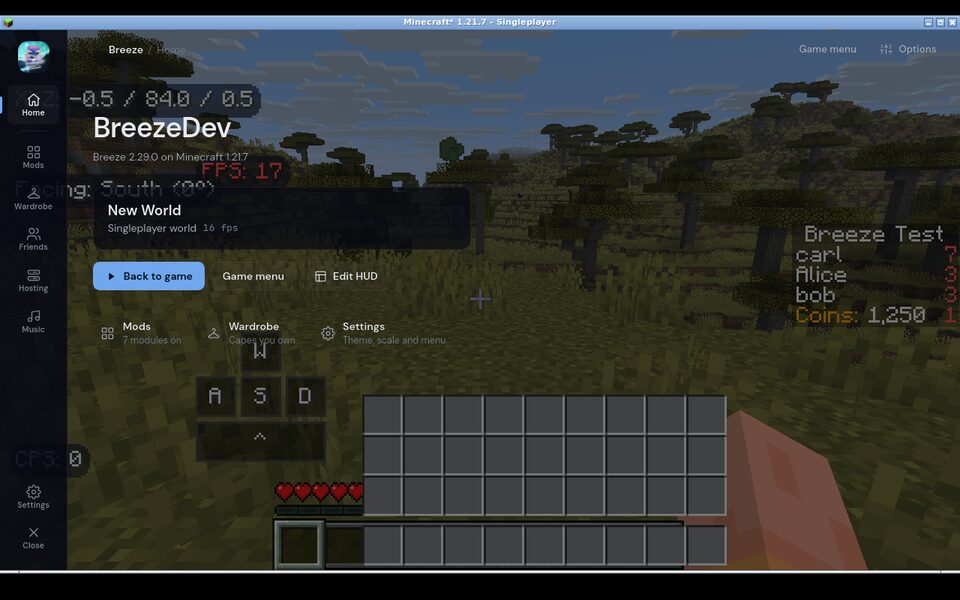 Minecraft* 1.21.7 - Singleplayer
Breeze / Home
Game menu
Options
-0.5 / 84.0 / 0.5
Home
BreezeDev
Breeze 2.29.0 on Minecraft 1.21.7
Mods
FPS: 17
Facing: South (0°)
Wardrobe
New World
Singleplayer world 16 fps
Friends
Breeze Test
carl 7
Alice 3
bob 3
Coins: 1,250 1
Back to game
Game menu
Edit HUD
Hosting
Music
Mods
7 modules on
Wardrobe
Capes you own
Settings
Theme, scale and menu
W
A
S
D
^
CPS: 0
Settings
Close